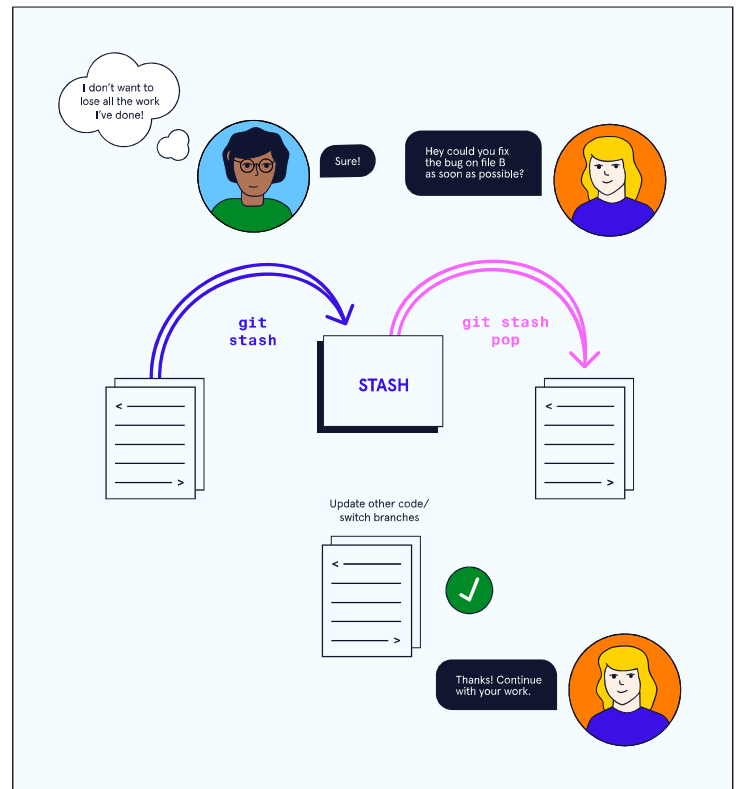 I don't want to
lose all the work
I've done!
Sure!
Hey could you fix
the bug on file B
as soon as possible?
git
stash
git stash
pop
STASH
<
>
<
>
Update other code/
switch branches
<
>
Thanks! Continue
with your work.